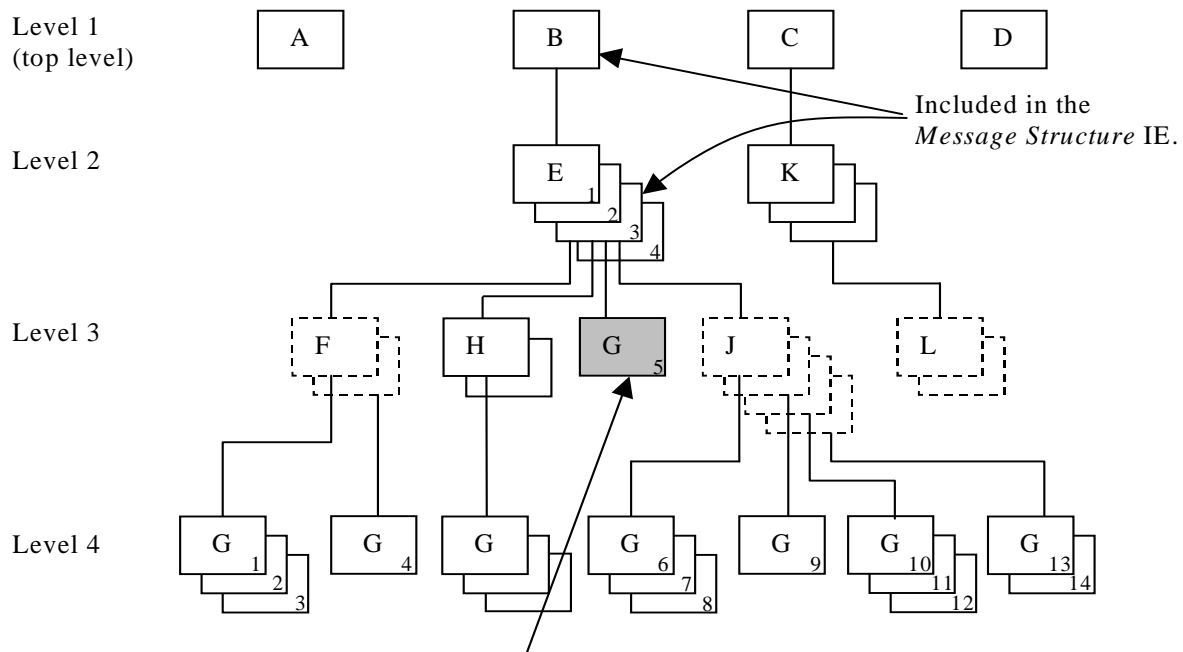 Level 1
(top level)
A
B
C
D
Included in the
Message Structure IE.
Level 2
E
1
2
3
4
K
Level 3
F
H
G
5
J
L
Level 4
G
1
2
3
G
4
G
G
6
7
8
G
9
G
10
11
12
G
13
14